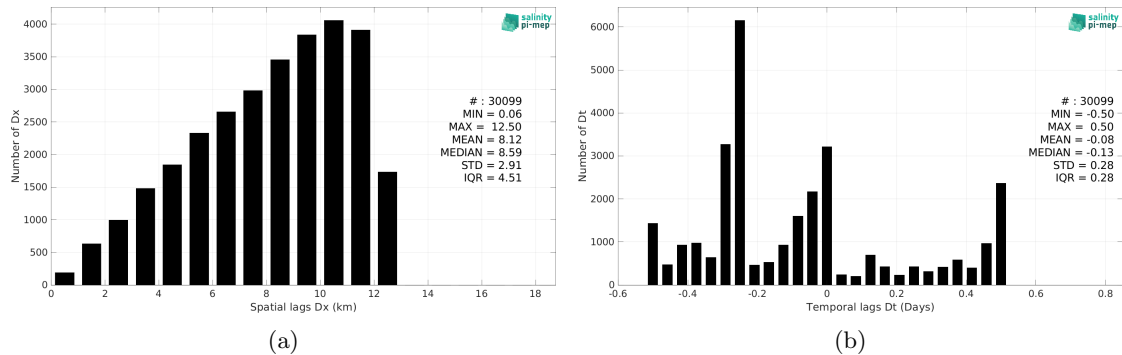 4000
3500
3000
2500
2000
1500
1000
500
0
Number of Dx
0 2 4 6 8 10 12 14 16 18
Spatial lags Dx (km)
salinity
pi-mep
# : 30099
MIN = 0.06
MAX = 12.50
MEAN = 8.12
MEDIAN = 8.59
STD = 2.91
IQR = 4.51
(a)
6000
5000
4000
3000
2000
1000
0
Number of Dt
-0.6 -0.4 -0.2 0 0.2 0.4 0.6 0.8
Temporal lags Dt (Days)
salinity
pi-mep
# : 30099
MIN = -0.50
MAX = 0.50
MEAN = -0.08
MEDIAN = -0.13
STD = 0.28
IQR = 0.28
(b)